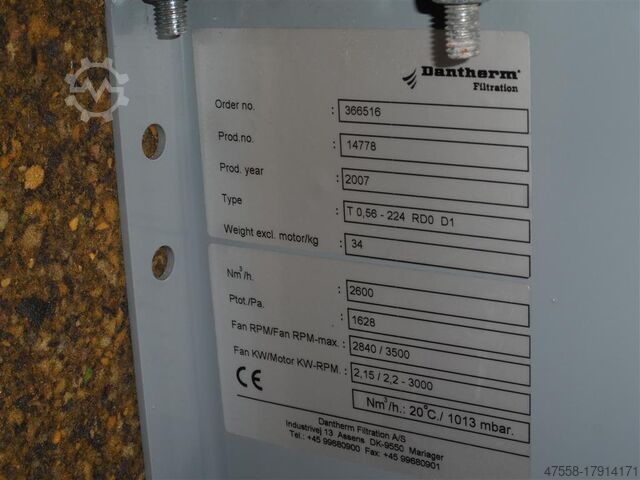 Dantherm
Filtration
Order no. : 366516
Prod.no. : 14778
Prod. year : 2007
Type : T 0,56 - 224 RD0 D1
Weight excl. motor/kg : 34
Nm³/h. : 2600
Ptot./Pa. : 1628
Fan RPM/Fan RPM-max. : 2840 / 3500
Fan KW/Motor KW-RPM. : 2,15 / 2,2 - 3000
CE Nm³/h.: 20°C./ 1013 mbar.
Dantherm Filtration A/S
Industrivej 13 Assens DK-9550 Mariager
Tel.: +45 99680900 Fax: +45 99680901
47558-17914171